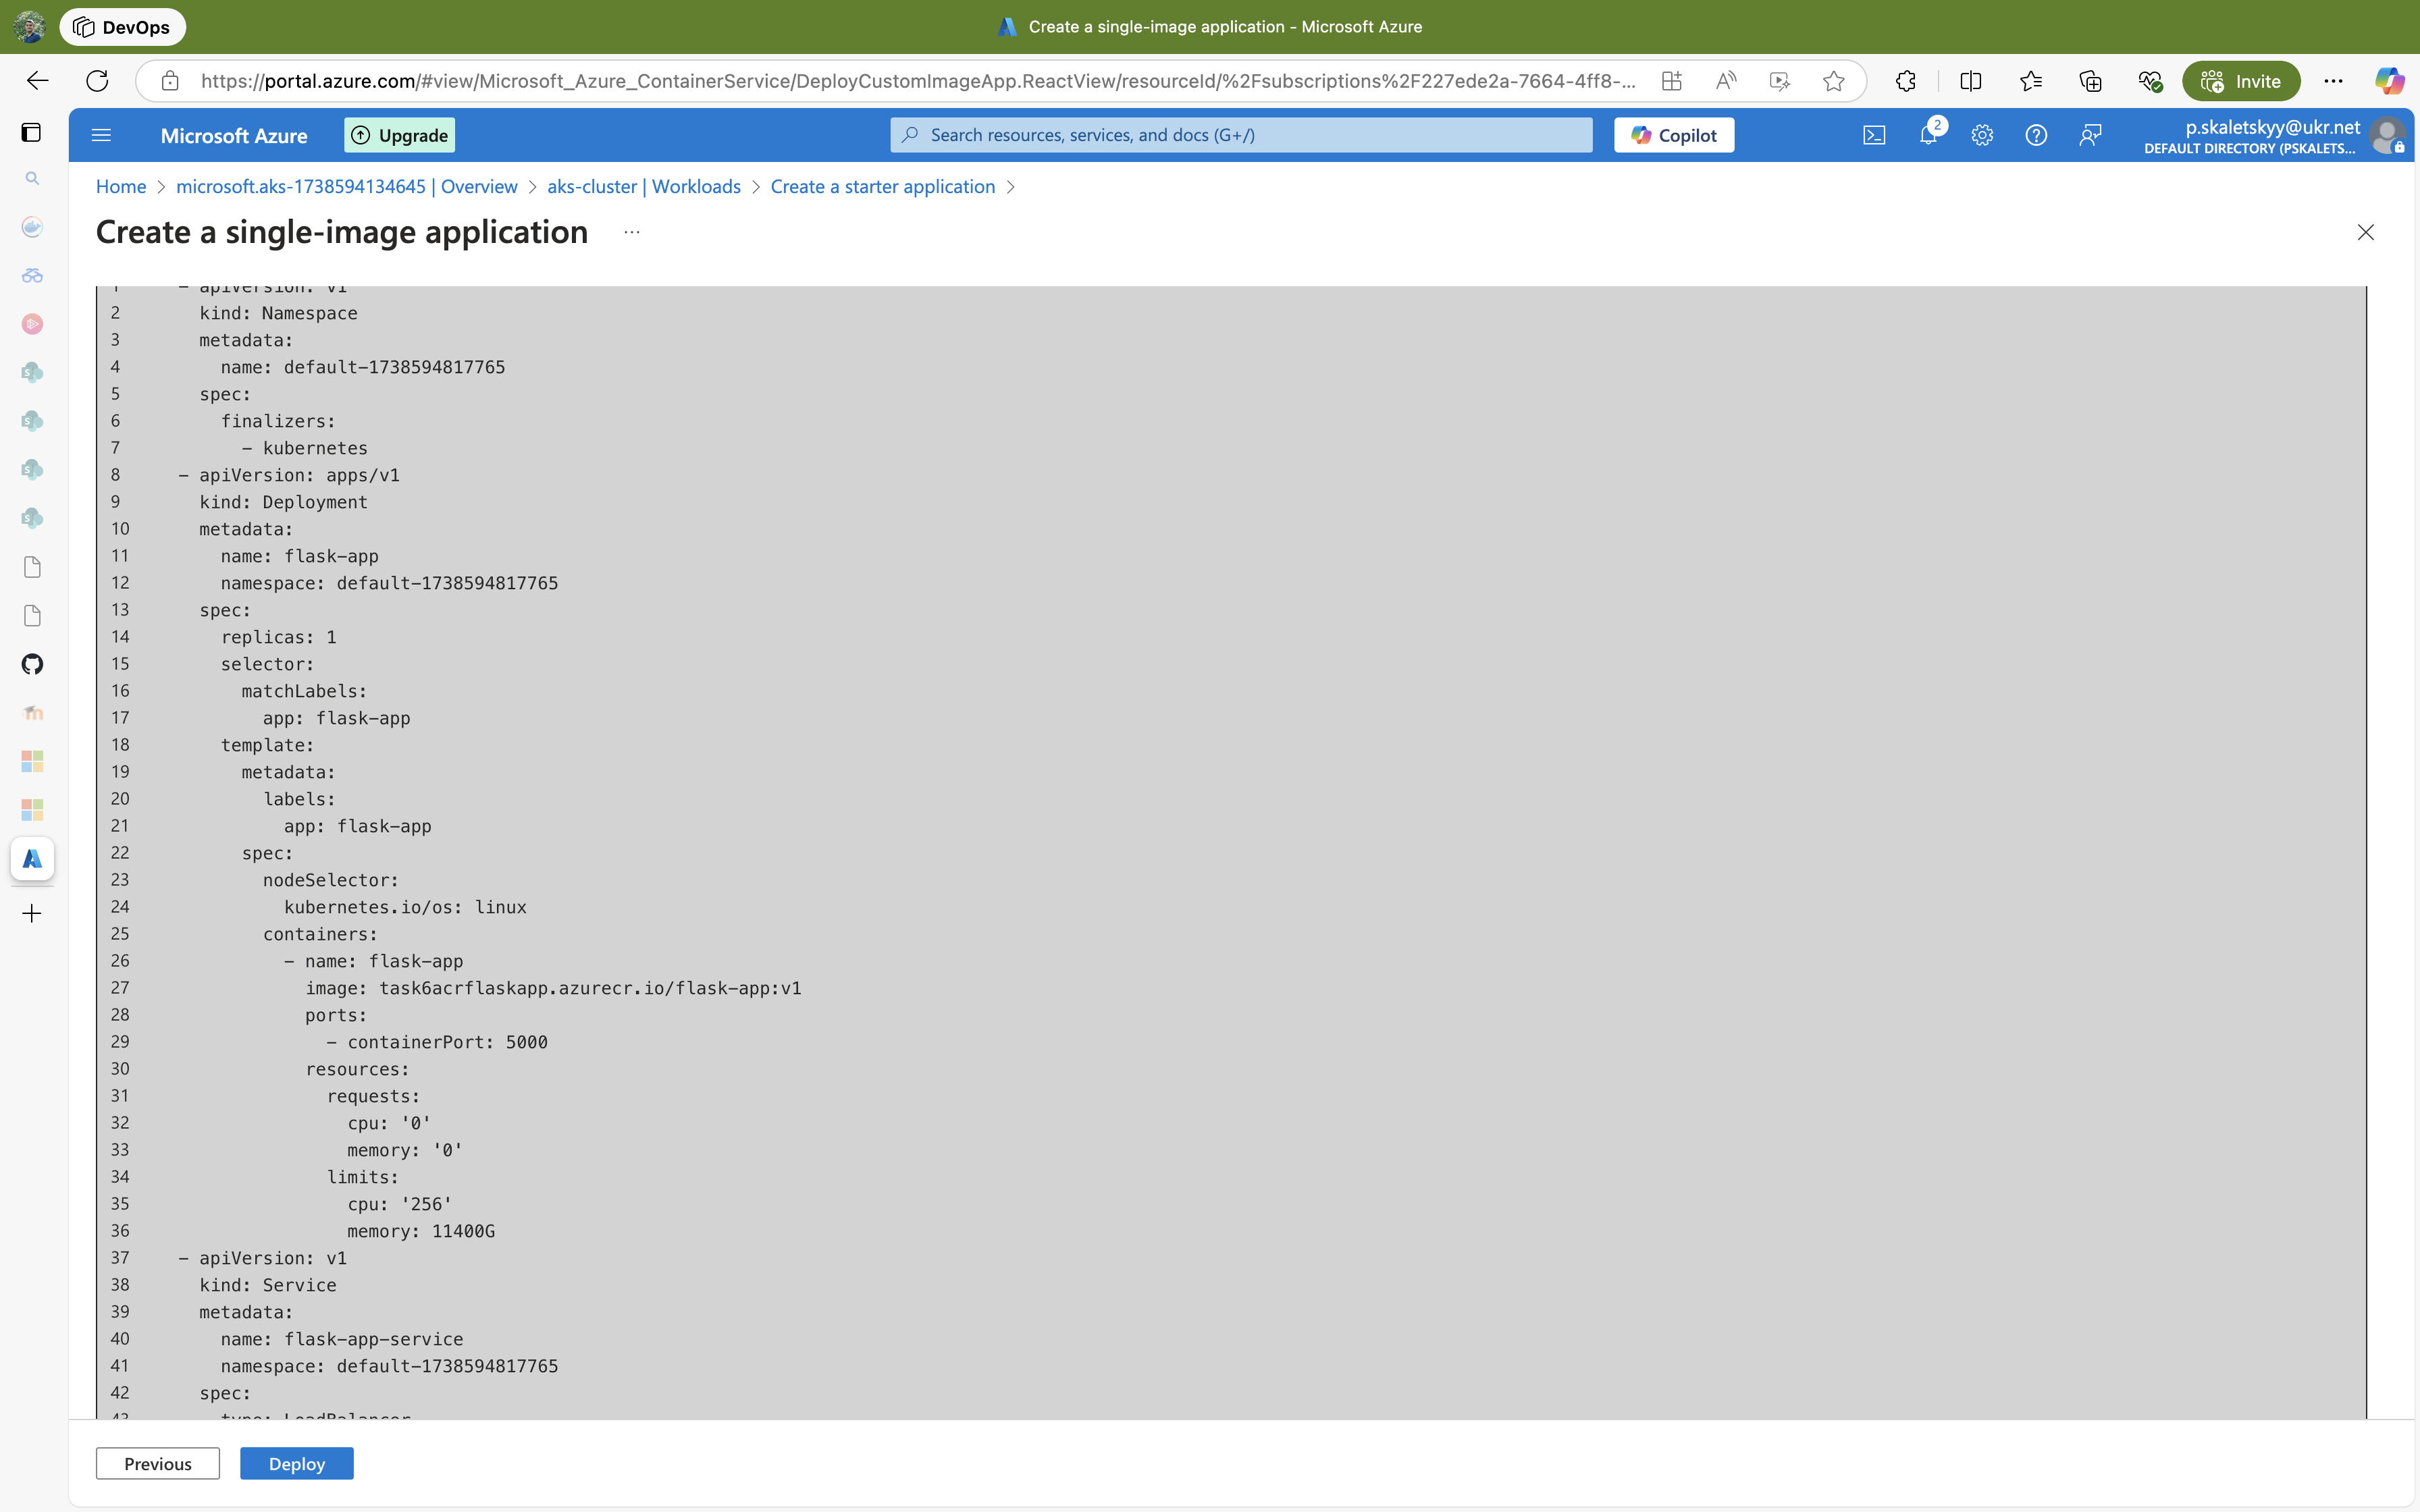 DevOps
Create a single-image application - Microsoft Azure
https://portal.azure.com/#view/Microsoft_Azure_ContainerService/DeployCustomImageApp.ReactView/resourceId/%2Fsubscriptions%2F227ede2a-7664-4ff8-...
Invite
Microsoft Azure
Upgrade
Search resources, services, and docs (G+/)
Copilot
2
p.skaletskyy@ukr.net
DEFAULT DIRECTORY (PSKALETS...
Home > microsoft.aks-1738594134645 | Overview > aks-cluster | Workloads > Create a starter application >
Create a single-image application ...
1 - apiVersion: v1
2 kind: Namespace
3 metadata:
4 name: default-1738594817765
5 spec:
6 finalizers:
7 - kubernetes
8 - apiVersion: apps/v1
9 kind: Deployment
10 metadata:
11 name: flask-app
12 namespace: default-1738594817765
13 spec:
14 replicas: 1
15 selector:
16 matchLabels:
17 app: flask-app
18 template:
19 metadata:
20 labels:
21 app: flask-app
22 spec:
23 nodeSelector:
24 kubernetes.io/os: linux
25 containers:
26 - name: flask-app
27 image: task6acrflaskapp.azurecr.io/flask-app:v1
28 ports:
29 - containerPort: 5000
30 resources:
31 requests:
32 cpu: '0'
33 memory: '0'
34 limits:
35 cpu: '256'
36 memory: 11400G
37 - apiVersion: v1
38 kind: Service
39 metadata:
40 name: flask-app-service
41 namespace: default-1738594817765
42 spec:
43 type: LoadBalancer
Previous
Deploy